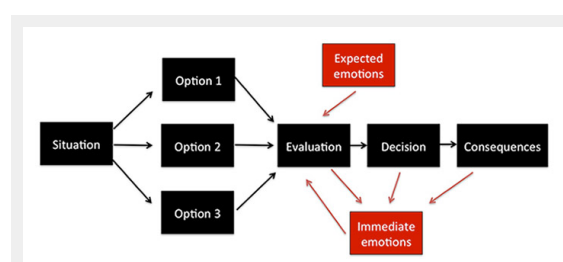 Expected
emotions
Option 1
Situation
Option 2
Evaluation
Decision
Consequences
Option 3
Immediate
emotions